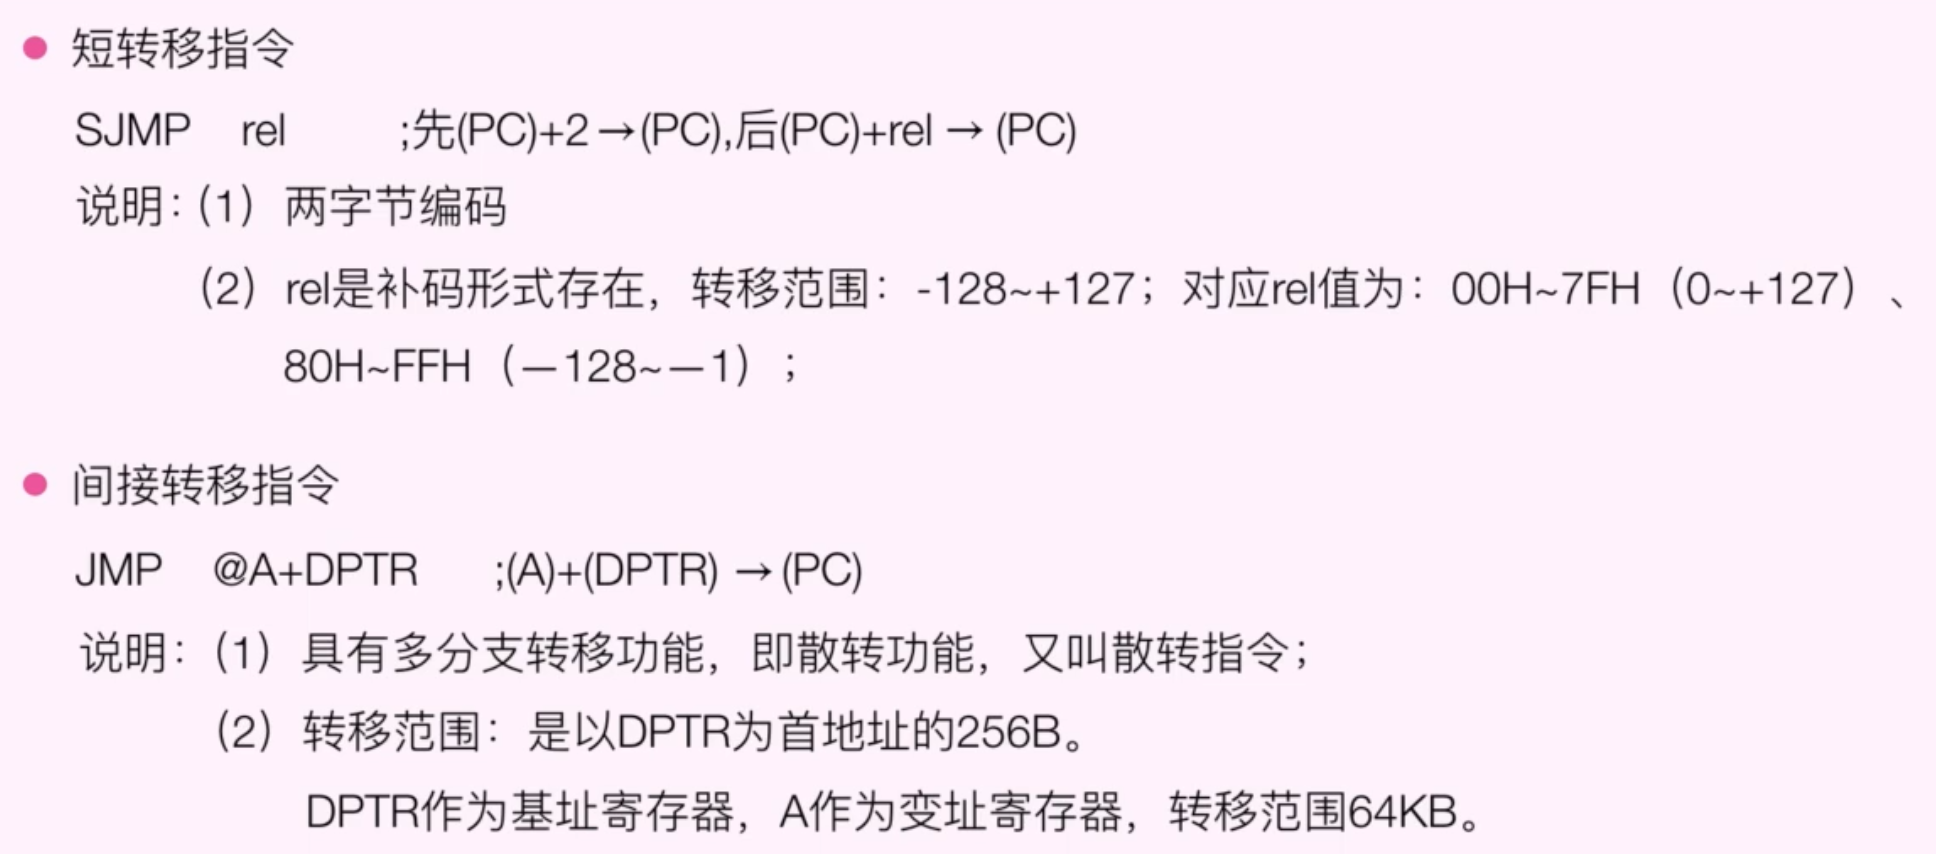 ● 短转移指令
SJMP rel ;先(PC)+2→(PC),后(PC)+rel → (PC)
说明：（1）两字节编码
（2）rel是补码形式存在，转移范围：-128~+127；对应rel值为：00H~7FH（0~+127）、
80H~FFH（—128~—1）；
● 间接转移指令
JMP @A+DPTR ;(A)+(DPTR) →(PC)
说明：（1）具有多分支转移功能，即散转功能，又叫散转指令；
（2）转移范围：是以DPTR为首地址的256B。
DPTR作为基址寄存器，A作为变址寄存器，转移范围64KB。